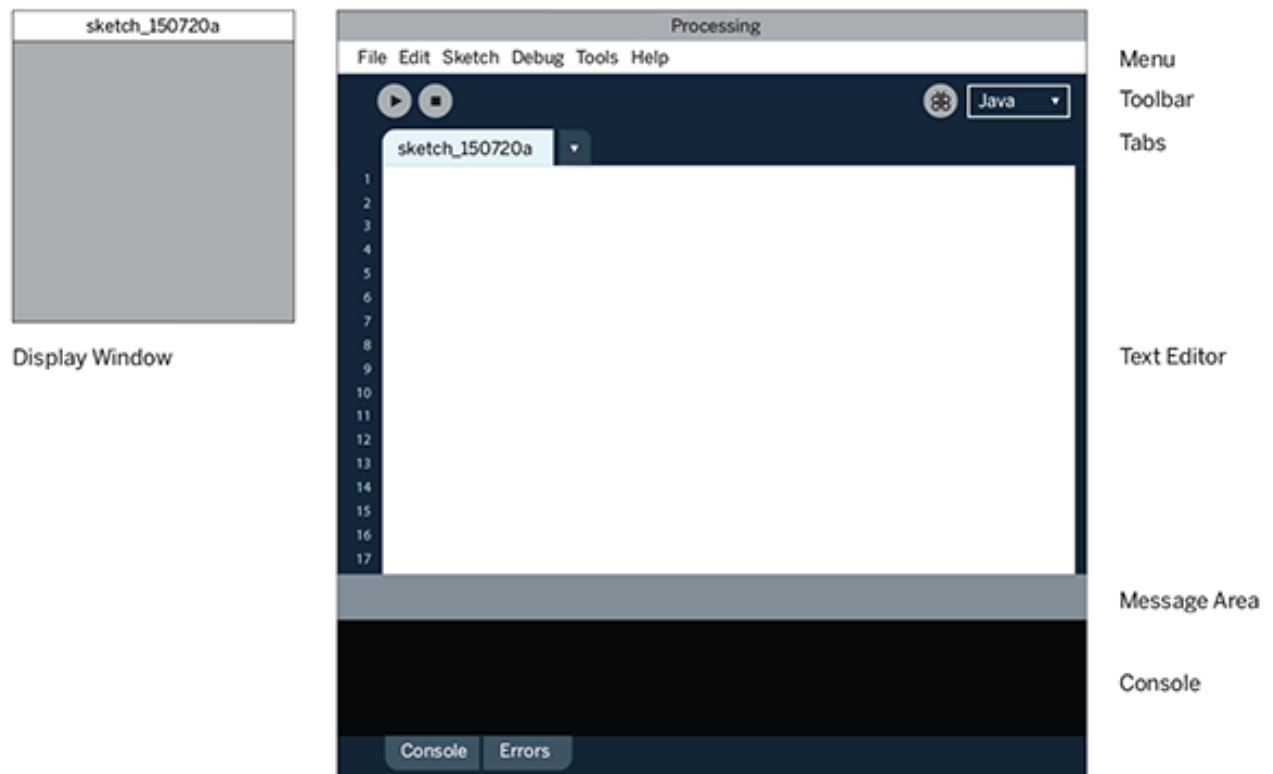 sketch_150720a
Display Window
Processing
File Edit Sketch Debug Tools Help
Java
sketch_150720a
1
2
3
4
5
6
7
8
9
10
11
12
13
14
15
16
17
Console Errors
Menu
Toolbar
Tabs
Text Editor
Message Area
Console